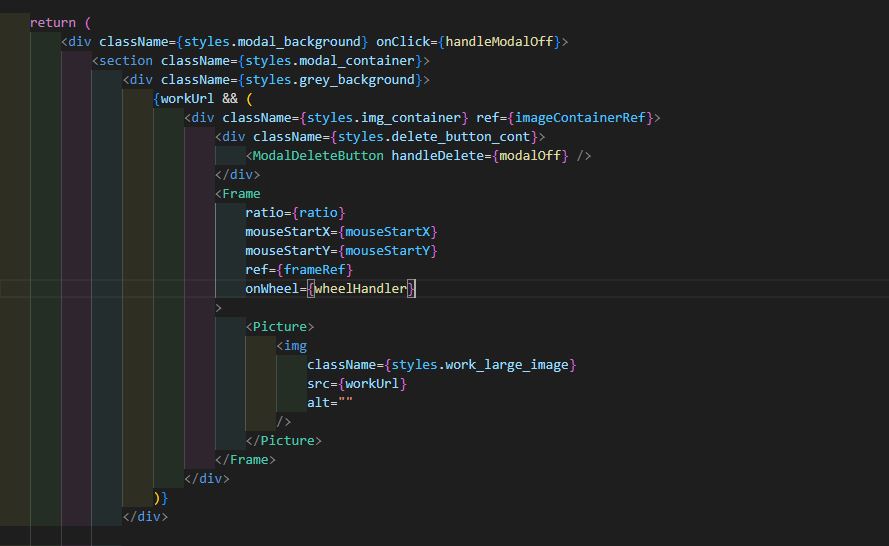 return (
<div className={styles.modal_background} onClick={handleModalOff}>
<section className={styles.modal_container}>
<div className={styles.grey_background}>
{workUrl && (
<div className={styles.img_container} ref={imageContainerRef}>
<div className={styles.delete_button_cont}>
<ModalDeleteButton handleDelete={modalOff} />
</div>
<Frame
ratio={ratio}
mouseStartX={mouseStartX}
mouseStartY={mouseStartY}
ref={frameRef}
onWheel={wheelHandler}
>
<Picture>
<img
className={styles.work_large_image}
src={workUrl}
alt=""
/>
</Picture>
</Frame>
</div>
)}
</div>